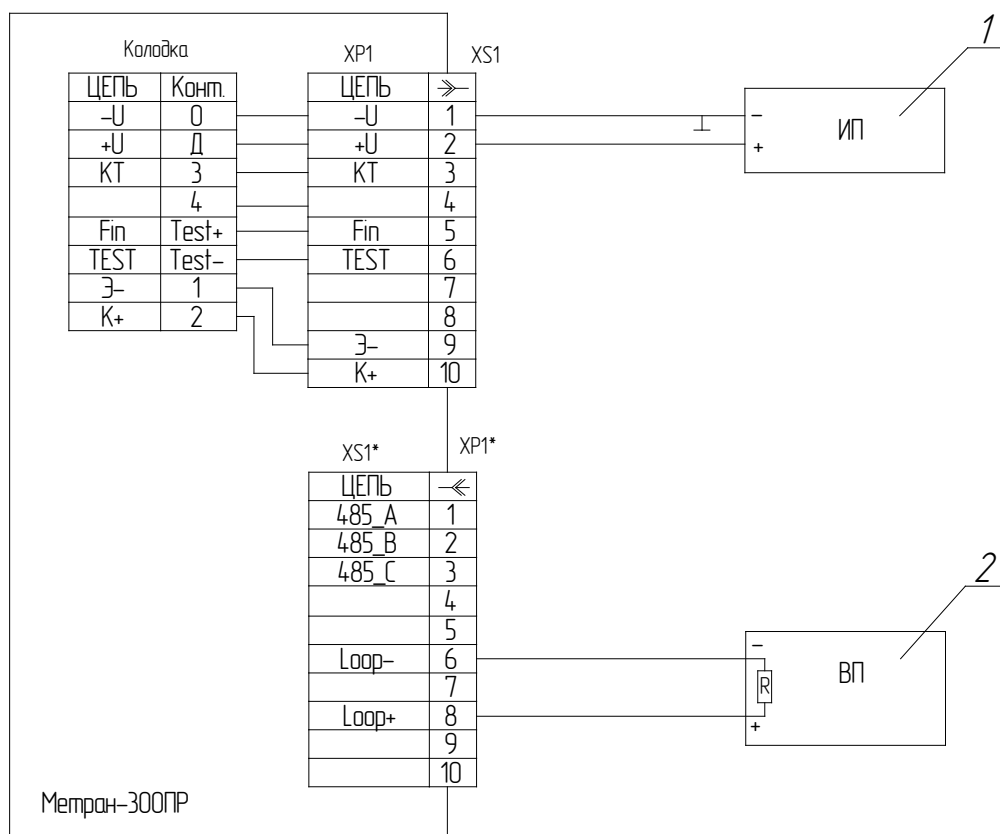 Колодка XP1 XS1 1
ЦЕПЬ Конт. ЦЕПЬ
-U 0 -U 1 - ИП
+U Д +U 2 +
КТ 3 КТ 3
4 4
Fin Test+ Fin 5
TEST Test- TEST 6
Э- 1 7
К+ 2 8
Э- 9
К+ 10
XS1* XP1*
ЦЕПЬ
485_A 1
485_B 2
485_C 3 2
4
5
Loop- 6 - ВП
7 R
Loop+ 8 +
9
10
Метран-300ПР